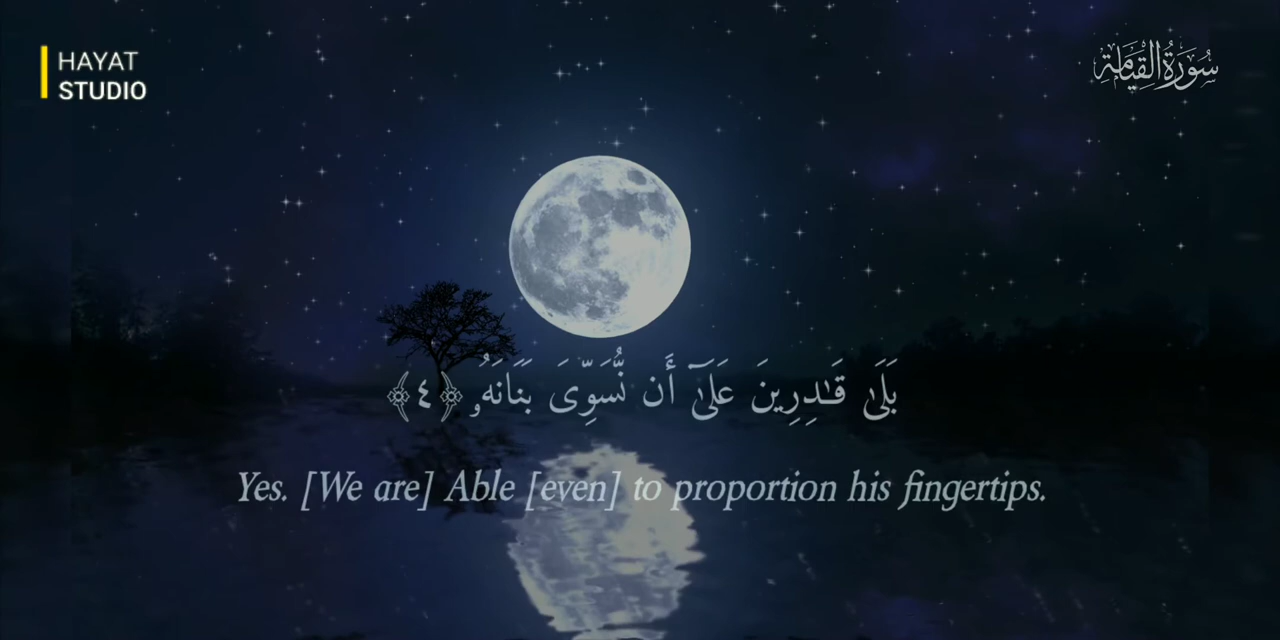 HAYAT
STUDIO
سُورَةُ القِيَامَة
بَلَىٰ قَـٰدِرِينَ عَلَىٰٓ أَن نُّسَوِّىَ بَنَانَهُۥ ﴿٤﴾
Yes. [We are] Able [even] to proportion his fingertips.